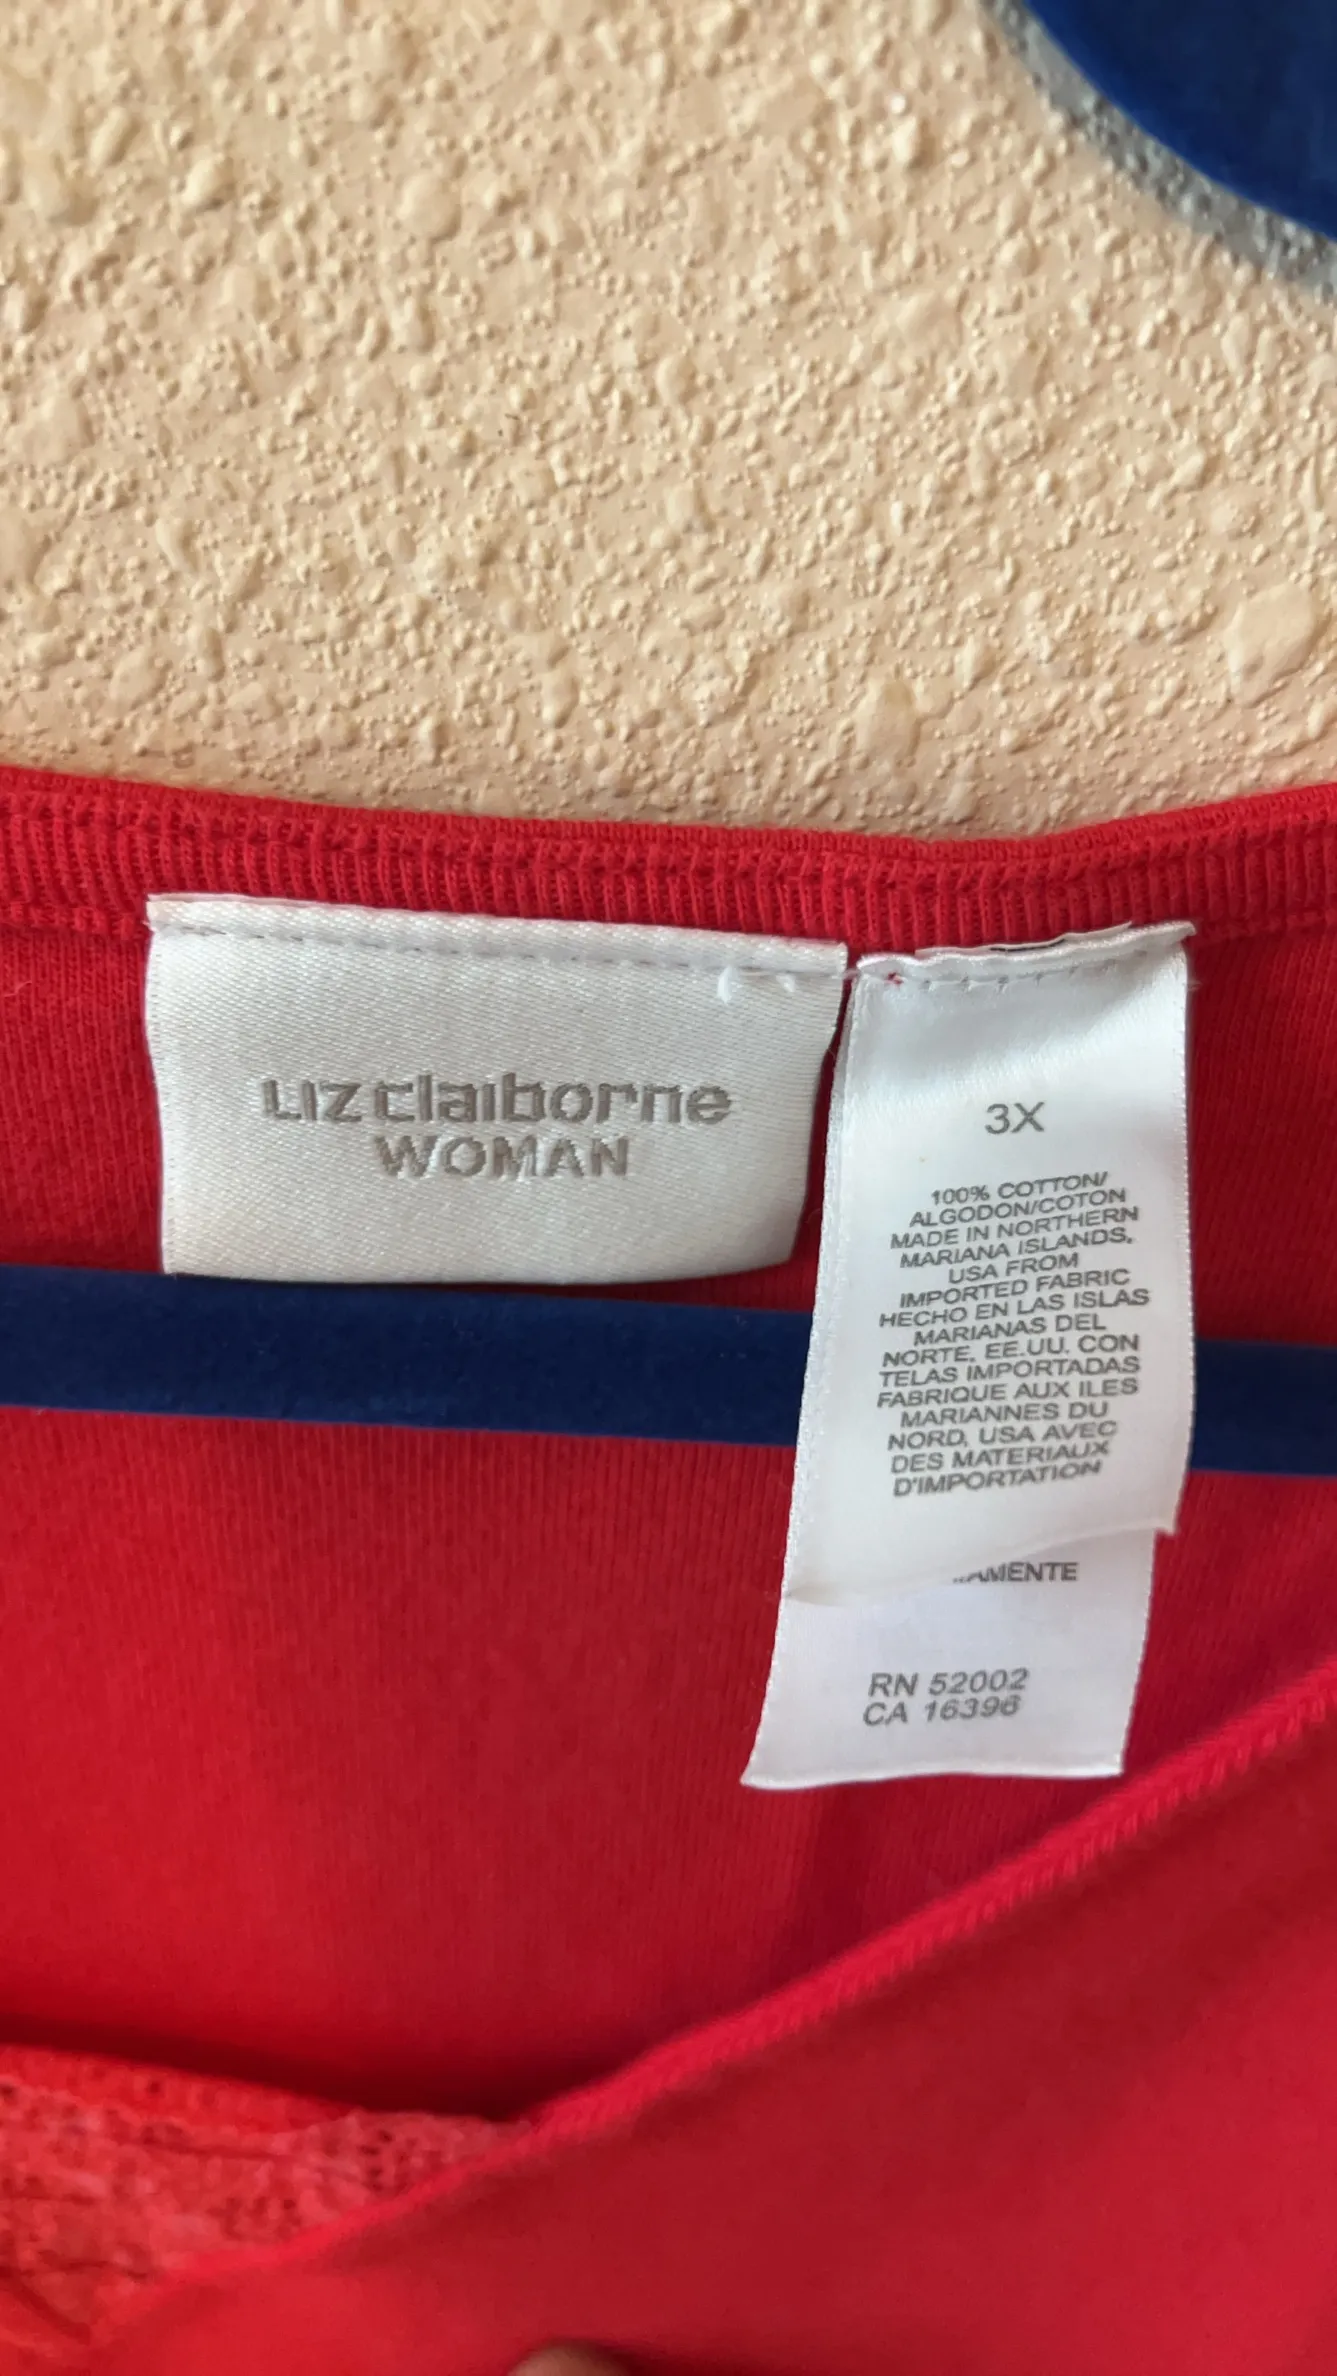 Liz claiborne
WOMAN
3X
100% COTTON/
ALGODON/COTON
MADE IN NORTHERN
MARIANA ISLANDS,
USA FROM
IMPORTED FABRIC
HECHO EN LAS ISLAS
MARIANAS DEL
NORTE, EE.UU. CON
TELAS IMPORTADAS
FABRIQUE AUX ILES
MARIANNES DU
NORD, USA AVEC
DES MATERIAUX
D'IMPORTATION
RN 52002
CA 16396